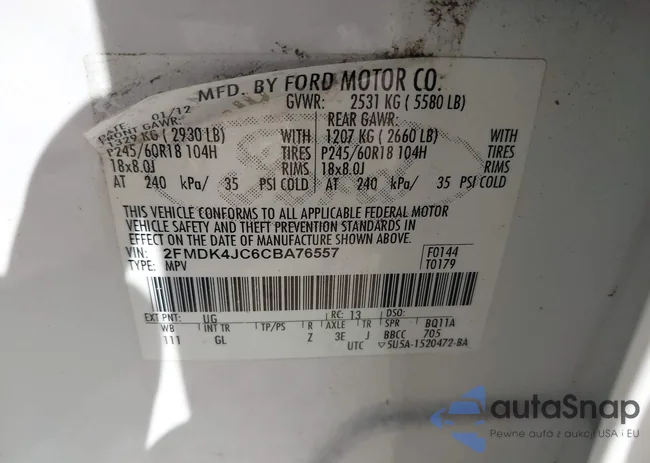 MFD. BY FORD MOTOR CO.
DATE: 01/12 GVWR: 2531 KG ( 5580 LB)
FRONT GAWR: REAR GAWR:
1329 KG ( 2930 LB) WITH 1207 KG ( 2660 LB) WITH
P245/60R18 104H TIRES P245/60R18 104H TIRES
18x8.0J RIMS 18x8.0J RIMS
AT 240 kPa/ 35 PSI COLD AT 240 kPa/ 35 PSI COLD
THIS VEHICLE CONFORMS TO ALL APPLICABLE FEDERAL MOTOR
VEHICLE SAFETY AND THEFT PREVENTION STANDARDS IN
EFFECT ON THE DATE OF MANUFACTURE SHOWN ABOVE.
VIN: 2FMDK4JC6CBA76557 F0144
TYPE: MPV T0179
EXT PNT: UG RC: 13 DSO:
WB INT TR TP/PS R AXLE TR SPR BQ11A
111 GL Z 3E J BBCC 705
UTC ▽5U5A-1520472-BA
autaSnap
Pewne auta z aukcji USA i EU